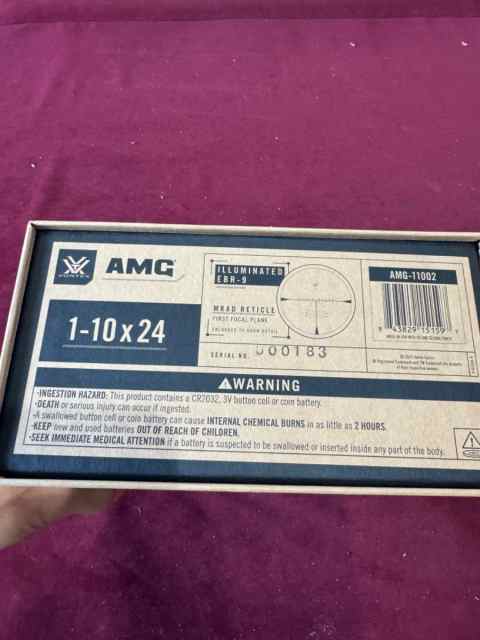 VORTEX
AMG
1-10 x 24
ILLUMINATED
EBR-9
MRAD RETICLE
FIRST FOCAL PLANE
ENLARGED TO SHOW DETAIL
SERIAL NO. 000183
AMG-11002
⚠WARNING
•INGESTION HAZARD: This product contains a CR2032, 3V button cell or coin battery.
•DEATH or serious injury can occur if ingested.
•A swallowed button cell or coin battery can cause INTERNAL CHEMICAL BURNS in as little as 2 HOURS.
•KEEP new and used batteries OUT OF REACH OF CHILDREN.
•SEEK IMMEDIATE MEDICAL ATTENTION if a battery is suspected to be swallowed or inserted inside any part of the body.